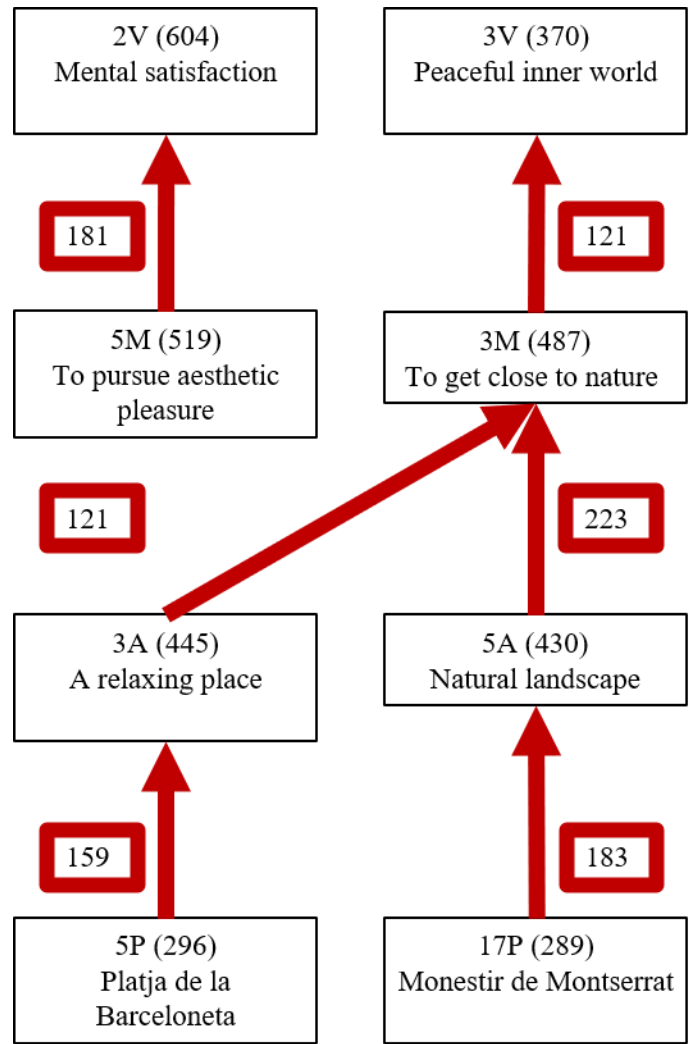 2V (604)
Mental satisfaction
3V (370)
Peaceful inner world
181
121
5M (519)
To pursue aesthetic
pleasure
3M (487)
To get close to nature
121
223
3A (445)
A relaxing place
5A (430)
Natural landscape
159
183
5P (296)
Platja de la
Barceloneta
17P (289)
Monestir de Montserrat